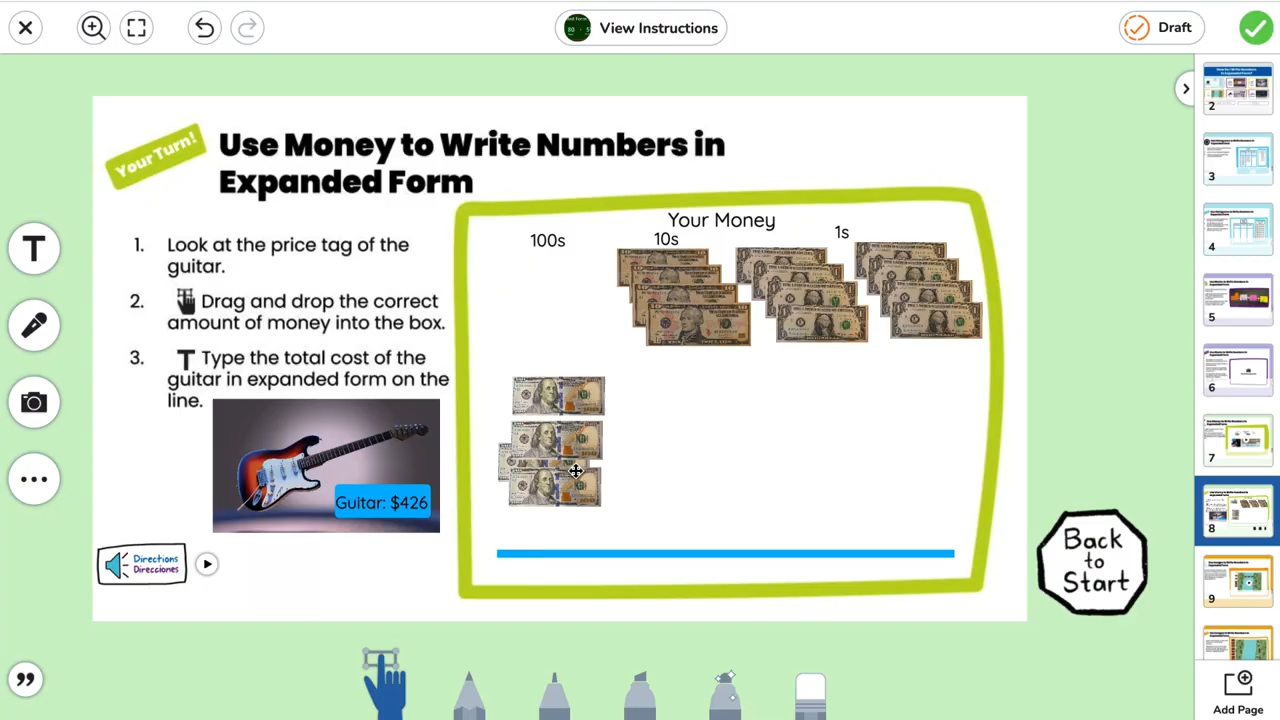 View Instructions
Draft
Your Turn!
Use Money to Write Numbers in
Expanded Form
1. Look at the price tag of the
guitar.
2. Drag and drop the correct
amount of money into the box.
3. T Type the total cost of the
guitar in expanded form on the
line.
Guitar: $426
Directions
Direcciones
Your Money
100s
10s
1s
Back
to
Start
T
2
3
4
5
6
7
8
9
Add Page